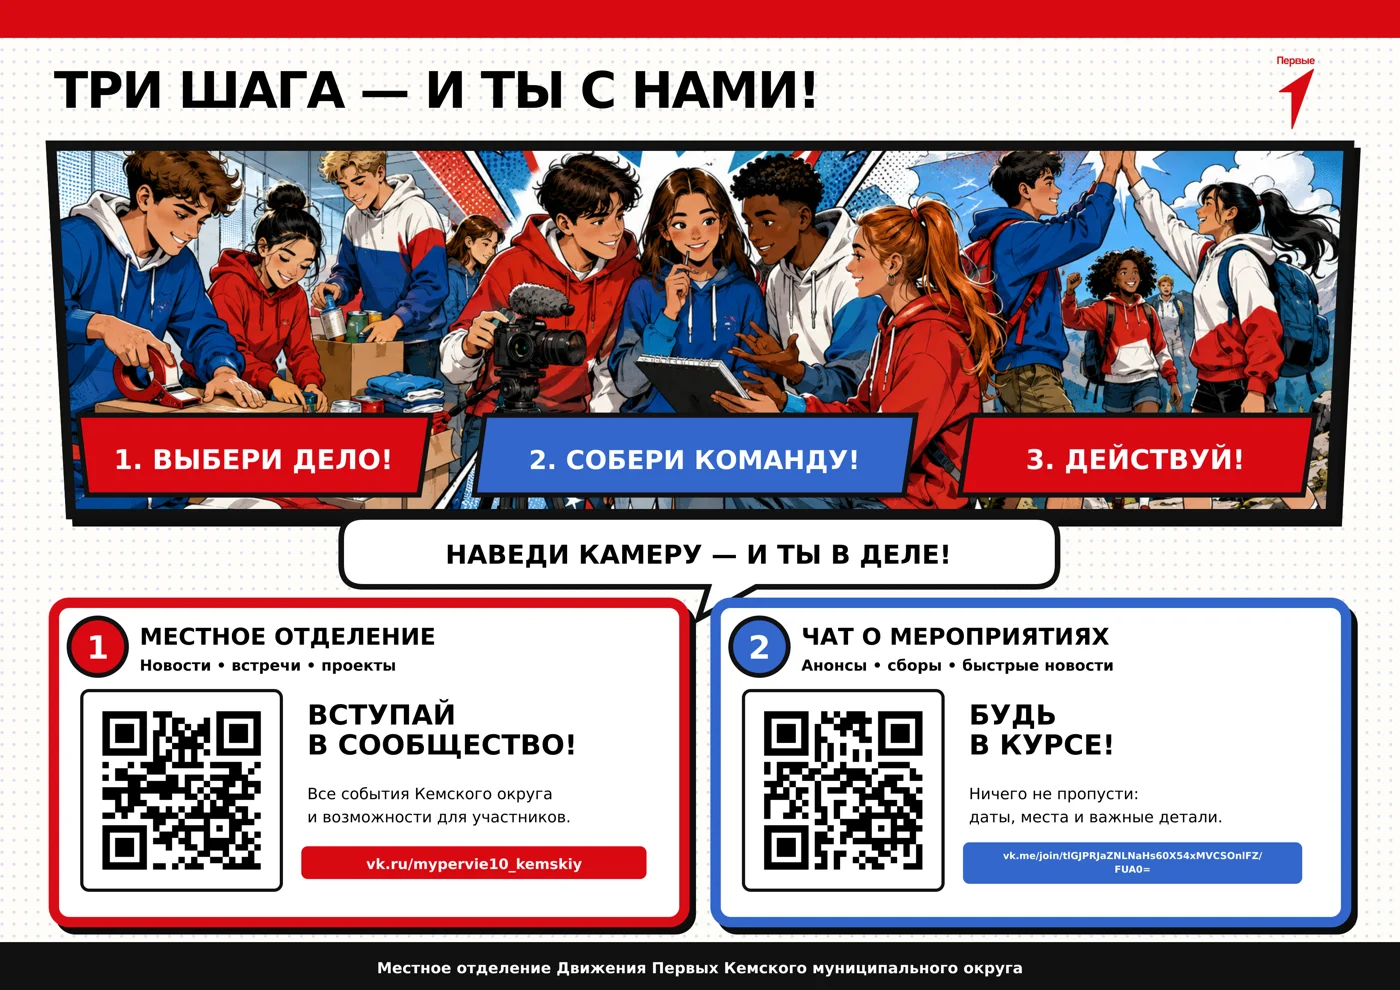 ТРИ ШАГА — И ТЫ С НАМИ!
Первые
1. ВЫБЕРИ ДЕЛО!
2. СОБЕРИ КОМАНДУ!
3. ДЕЙСТВУЙ!
НАВЕДИ КАМЕРУ — И ТЫ В ДЕЛЕ!
1
МЕСТНОЕ ОТДЕЛЕНИЕ
Новости • встречи • проекты
ВСТУПАЙ
В СООБЩЕСТВО!
Все события Кемского округа
и возможности для участников.
vk.ru/mypervie10_kemskiy
2
ЧАТ О МЕРОПРИЯТИЯХ
Анонсы • сборы • быстрые новости
БУДЬ
В КУРСЕ!
Ничего не пропусти:
даты, места и важные детали.
vk.me/join/tlGJPRJaZNLNaHs60X54xMVCSOnlFZ/
FUA0=
Местное отделение Движения Первых Кемского муниципального округа